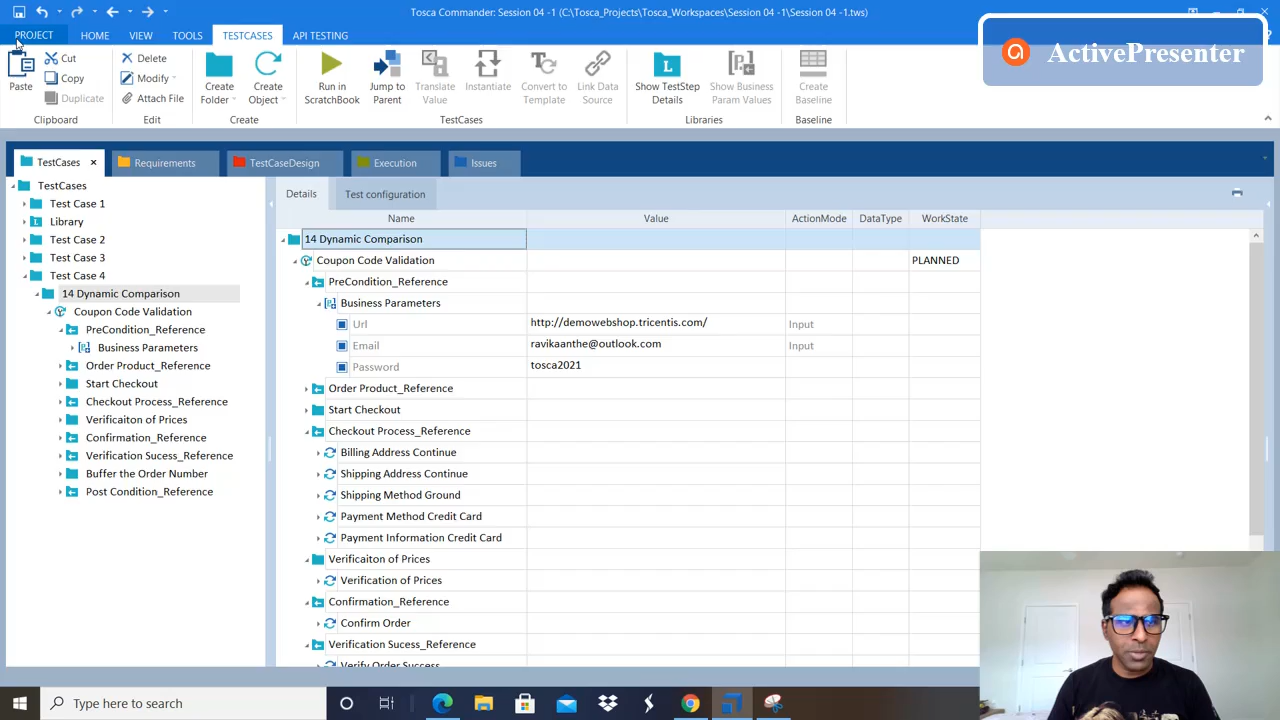 Tosca Commander: Session 04 -1 (C:\Tosca_Projects\Tosca_Workspaces\Session 04 -1\Session 04 -1.tws)
PROJECT HOME VIEW TOOLS TESTCASES API TESTING
ActivePresenter
Paste
Cut
Copy
Duplicate
Clipboard
Delete
Modify
Attach File
Edit
Create Folder
Create Object
Create
Run in ScratchBook
Jump to Parent
Translate Value
Instantiate
Convert to Template
Link Data Source
TestCases
Show TestStep Details
Show Business Param Values
Libraries
Create Baseline
Baseline
TestCases x Requirements TestCaseDesign Execution Issues
TestCases
Test Case 1
Library
Test Case 2
Test Case 3
Test Case 4
14 Dynamic Comparison
Coupon Code Validation
PreCondition_Reference
Business Parameters
Order Product_Reference
Start Checkout
Checkout Process_Reference
Verificaiton of Prices
Confirmation_Reference
Verification Sucess_Reference
Buffer the Order Number
Post Condition_Reference
Details Test configuration
Name Value ActionMode DataType WorkState
14 Dynamic Comparison
Coupon Code Validation PLANNED
PreCondition_Reference
Business Parameters
Url http://demowebshop.tricentis.com/ Input
Email ravikaanthe@outlook.com Input
Password tosca2021
Order Product_Reference
Start Checkout
Checkout Process_Reference
Billing Address Continue
Shipping Address Continue
Shipping Method Ground
Payment Method Credit Card
Payment Information Credit Card
Verificaiton of Prices
Verification of Prices
Confirmation_Reference
Confirm Order
Verification Sucess_Reference
Verify Order Success
Type here to search